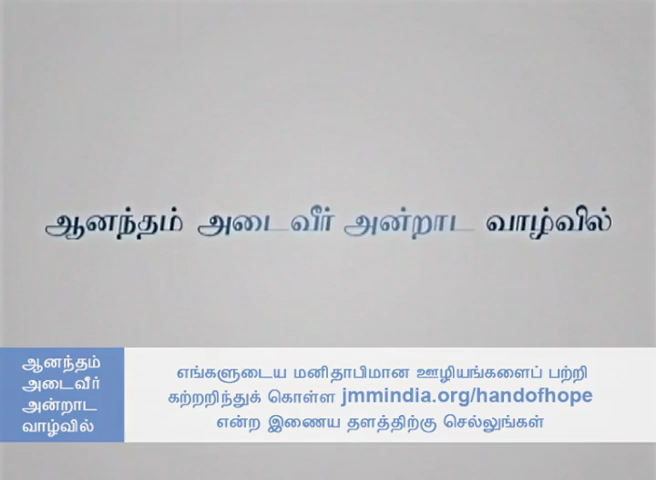 ஆனந்தம் அடைவீர் அன்றாட வாழ்வில்
ஆனந்தம்
அடைவீர்
அன்றாட
வாழ்வில்
எங்களுடைய மனிதாபிமான ஊழியங்களைப் பற்றி
கற்றறிந்துக் கொள்ள jmmindia.org/handofhope
என்ற இணைய தளத்திற்கு செல்லுங்கள்